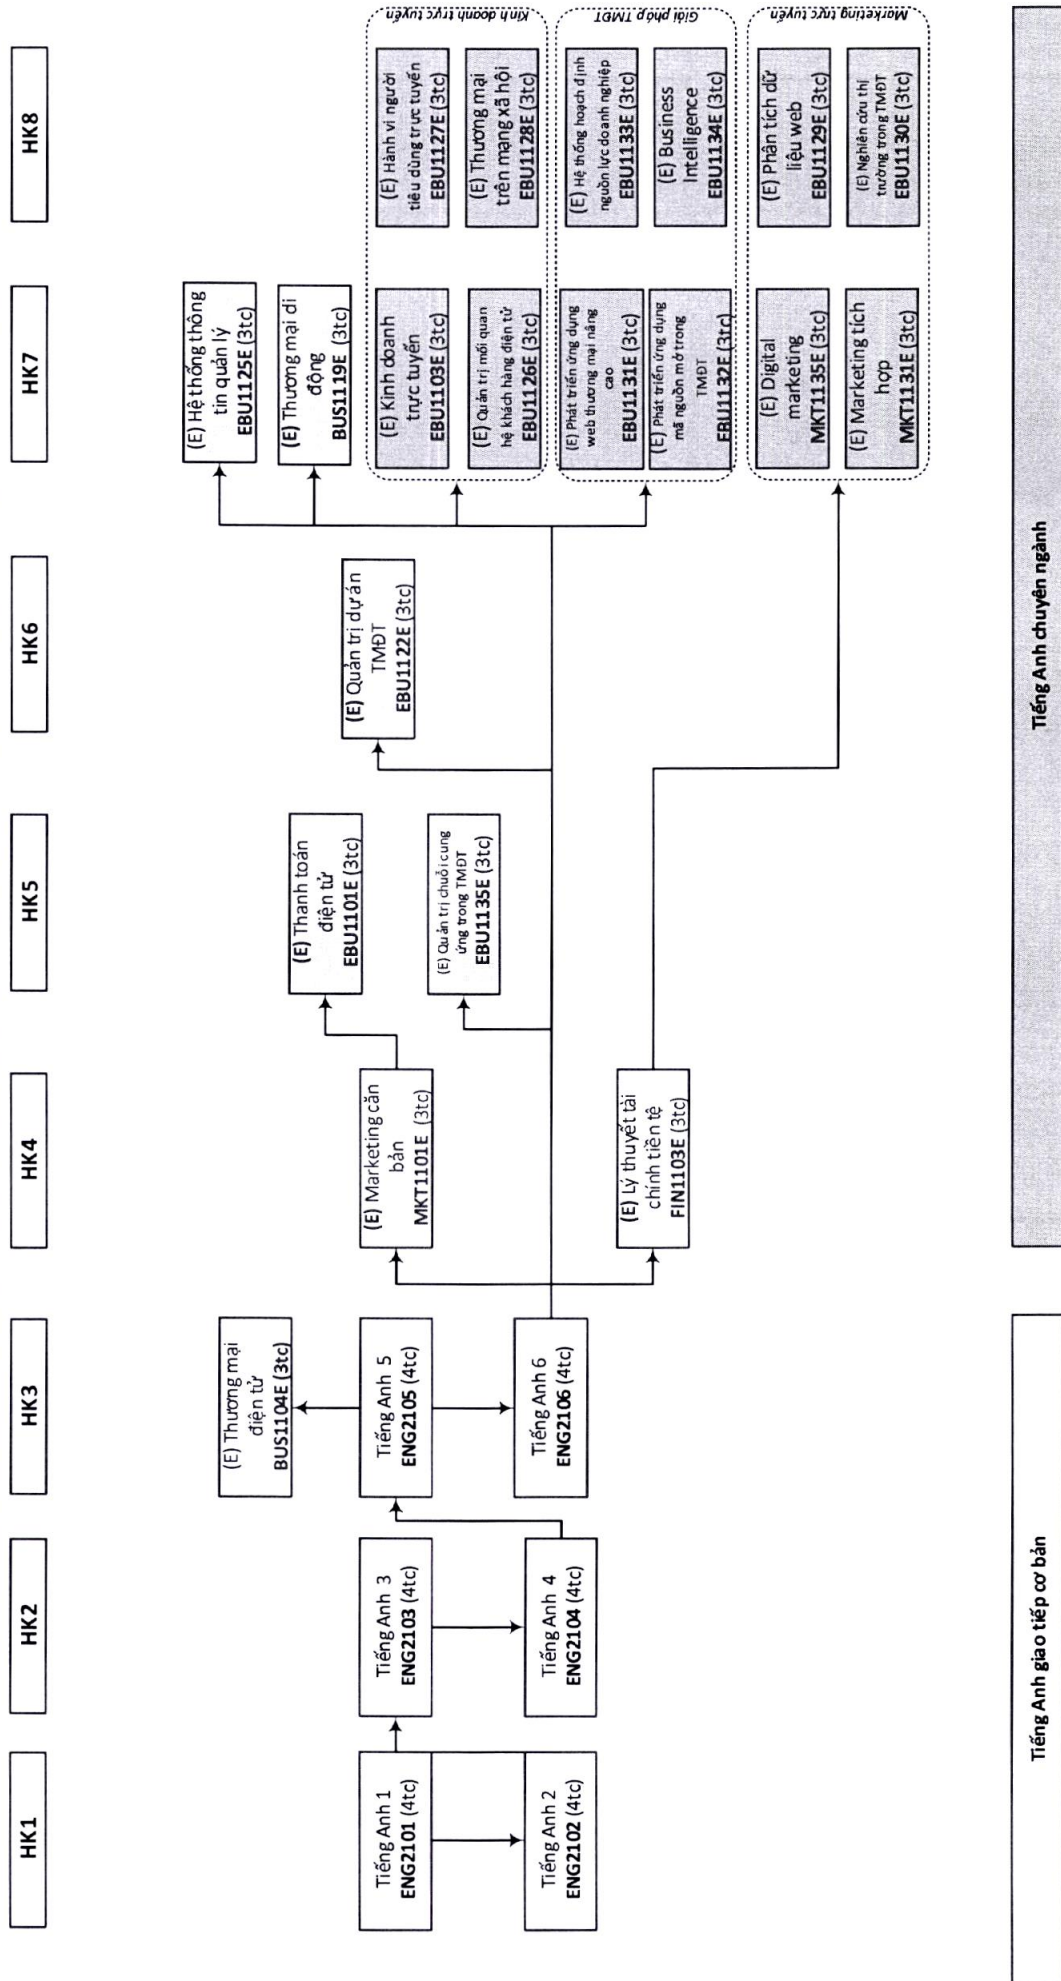 HK1
HK2
HK3
HK4
HK5
HK6
HK7
HK8
Tiếng Anh 1
ENG2101 (4tc)
Tiếng Anh 2
ENG2102 (4tc)
Tiếng Anh 3
ENG2103 (4tc)
Tiếng Anh 4
ENG2104 (4tc)
(E) Thương mại
điện tử
BUS1104E (3tc)
Tiếng Anh 5
ENG2105 (4tc)
Tiếng Anh 6
ENG2106 (4tc)
(E) Marketing căn
bản
MKT1101E (3tc)
(E) Lý thuyết tài
chính tiền tệ
FIN1103E (3tc)
(E) Thanh toán
điện tử
EBU1101E (3tc)
(E) Quản trị chuỗi cung
ứng trong TMĐT
EBU1135E (3tc)
(E) Quản trị dự án
TMĐT
EBU1122E (3tc)
(E) Hệ thống thông
tin quản lý
EBU1125E (3tc)
(E) Thương mại di
động
BUS1119E (3tc)
(E) Kinh doanh
trực tuyến
EBU1103E (3tc)
(E) Quản trị mối quan
hệ khách hàng điện tử
EBU1126E (3tc)
(E) Phát triển ứng dụng
web thương mại nâng
cao
EBU1131E (3tc)
(E) Phát triển ứng dụng
mã nguồn mở trong
TMĐT
EBU1132E (3tc)
(E) Digital
marketing
MKT1135E (3tc)
(E) Marketing tích
hợp
MKT1131E (3tc)
(E) Hành vi người
tiêu dùng trực tuyến
EBU1127E (3tc)
(E) Thương mại
trên mạng xã hội
EBU1128E (3tc)
(E) Hệ thống hoạch định
nguồn lực doanh nghiệp
EBU1133E (3tc)
(E) Business
Intelligence
EBU1134E (3tc)
(E) Phân tích dữ
liệu web
EBU1129E (3tc)
(E) Nghiên cứu thị
trường trong TMĐT
EBU1130E (3tc)
Kinh doanh trực tuyến
Giải pháp TMĐT
Marketing trực tuyến
Tiếng Anh giao tiếp cơ bản
Tiếng Anh chuyên ngành